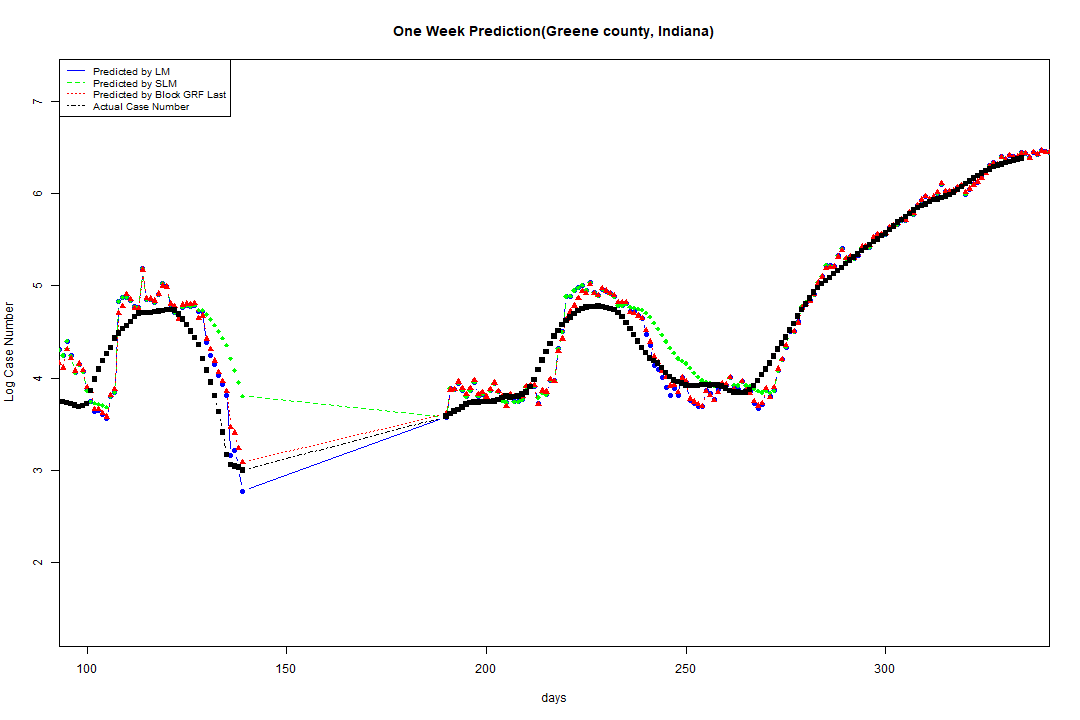 One Week Prediction(Greene county, Indiana)
Predicted by LM
Predicted by SLM
Predicted by Block GRF Last
Actual Case Number
Log Case Number
7
6
5
4
3
2
100
150
200
250
300
days